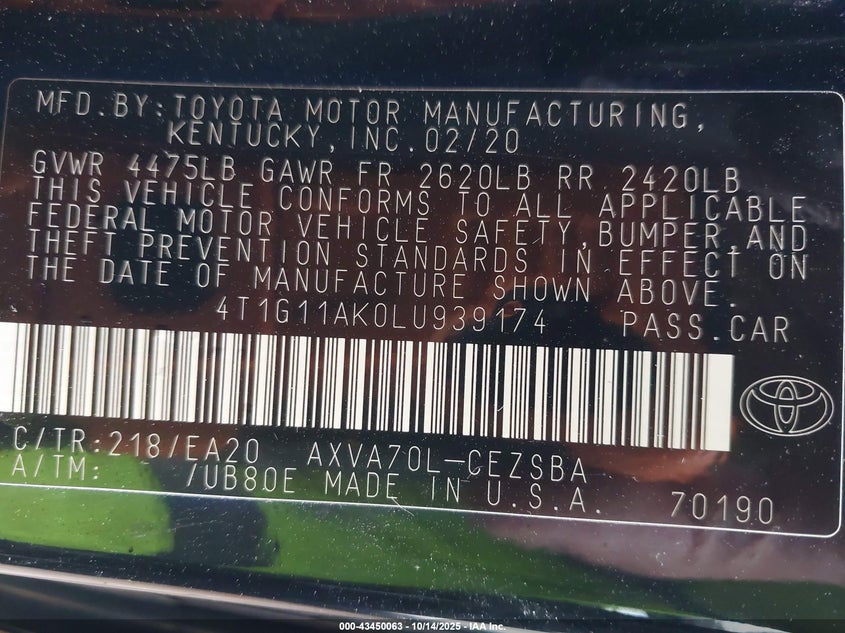 MFD.BY:TOYOTA MOTOR MANUFACTURING,
KENTUCKY,INC.02/20
GVWR 4475LB GAWR FR 2620LB RR 2420LB
THIS VEHICLE CONFORMS TO ALL APPLICABLE
FEDERAL MOTOR VEHICLE SAFETY,BUMPER,AND
THEFT PREVENTION STANDARDS IN EFFECT ON
THE DATE OF MANUFACTURE SHOWN ABOVE.
4T1G11AK0LU939174 PASS.CAR
C/TR:218/EA20 AXVA70L-CEZSBA
A/TM: - /UB80E MADE IN U.S.A. 70190
000-43450063 - 10/14/2025 - IAA Inc.